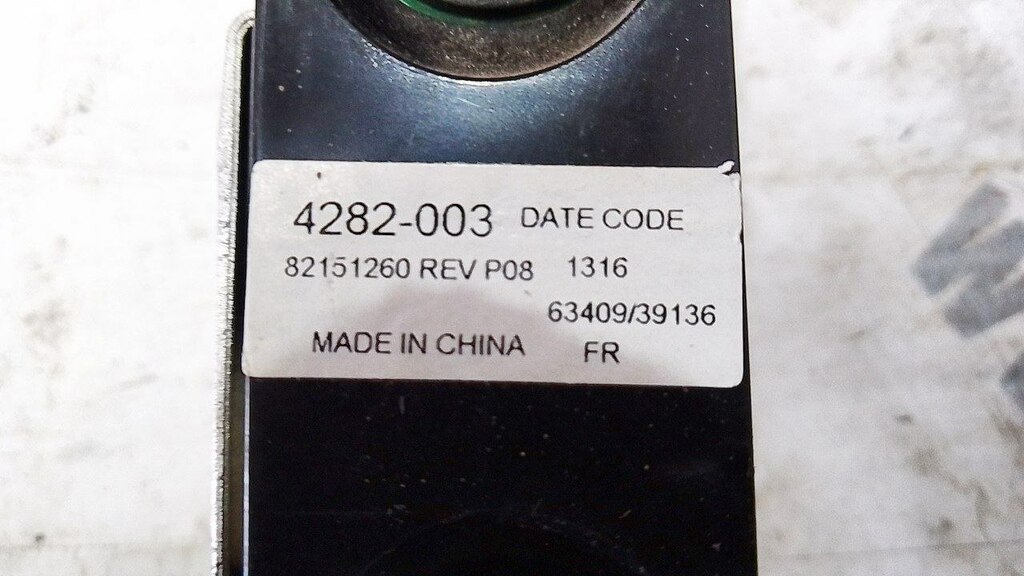 4282-003 DATE CODE
82151260 REV P08 1316
63409/39136
MADE IN CHINA FR